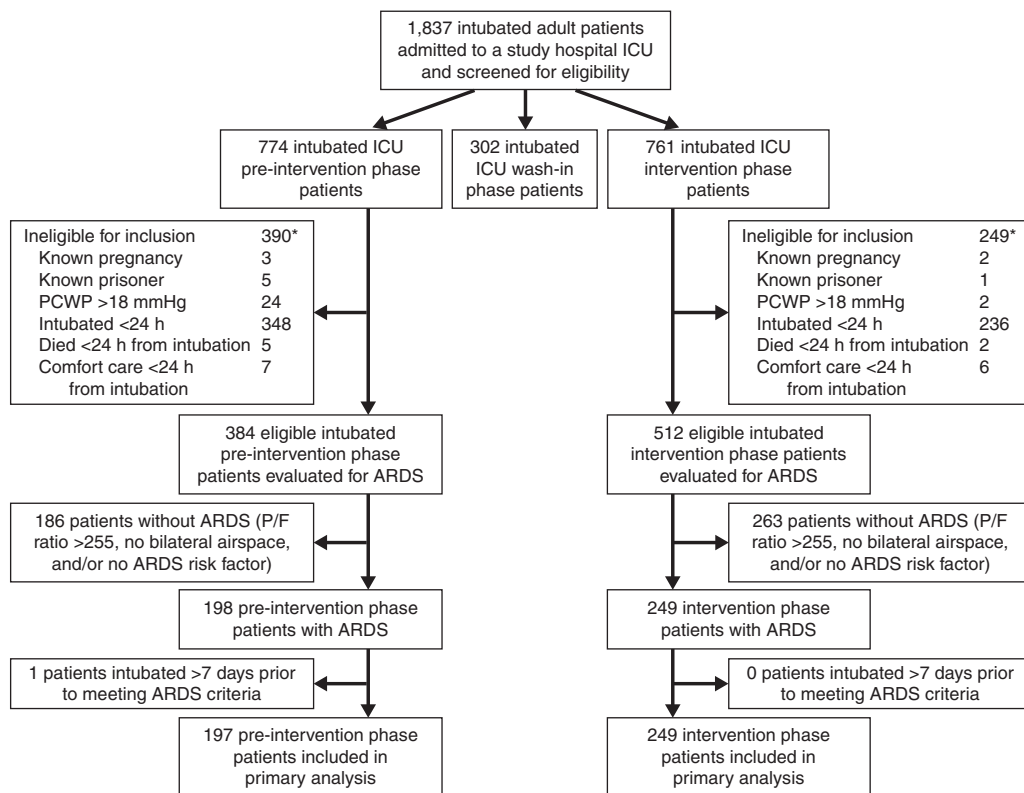 1,837 intubated adult patients
admitted to a study hospital ICU
and screened for eligibility
774 intubated ICU
pre-intervention phase
patients
302 intubated
ICU wash-in
phase patients
761 intubated ICU
intervention phase
patients
Ineligible for inclusion 390*
Known pregnancy 3
Known prisoner 5
PCWP >18 mmHg 24
Intubated <24 h 348
Died <24 h from intubation 5
Comfort care <24 h 7
from intubation
Ineligible for inclusion 249*
Known pregnancy 2
Known prisoner 1
PCWP >18 mmHg 2
Intubated <24 h 236
Died <24 h from intubation 2
Comfort care <24 h 6
from intubation
384 eligible intubated
pre-intervention phase
patients evaluated for ARDS
512 eligible intubated
intervention phase patients
evaluated for ARDS
186 patients without ARDS (P/F
ratio >255, no bilateral airspace,
and/or no ARDS risk factor)
263 patients without ARDS (P/F
ratio >255, no bilateral airspace,
and/or no ARDS risk factor)
198 pre-intervention phase
patients with ARDS
249 intervention phase
patients with ARDS
1 patients intubated >7 days prior
to meeting ARDS criteria
0 patients intubated >7 days prior
to meeting ARDS criteria
197 pre-intervention phase
patients included in
primary analysis
249 intervention phase
patients included in
primary analysis